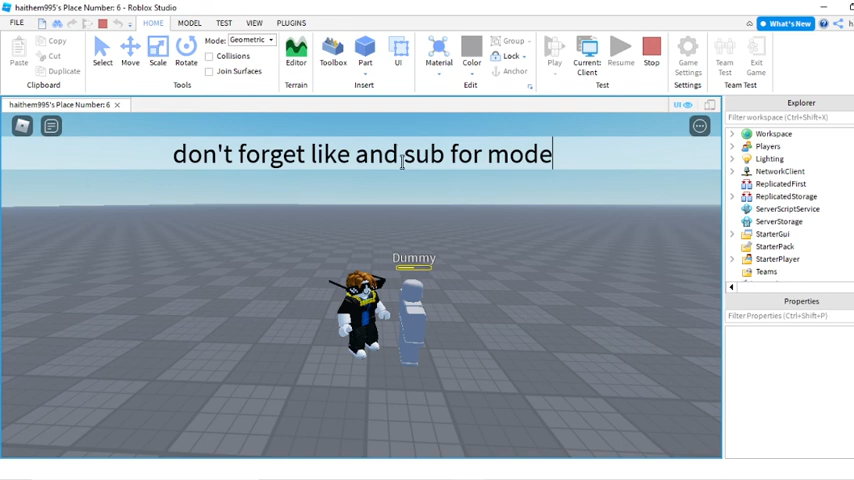 haithem995's Place Number: 6 - Roblox Studio
FILE HOME MODEL TEST VIEW PLUGINS What's New
Paste Copy Cut Duplicate Select Move Scale Rotate Mode: Geometric Collisions Join Surfaces Editor Toolbox Part UI Material Color Group Lock Anchor Play Current: Client Resume Stop Game Settings Team Test Exit Game
Clipboard Tools Terrain Insert Edit Test Settings Team Test
haithem995's Place Number: 6 UI
don't forget like and sub for mode
Dummy
Explorer
Filter workspace (Ctrl+Shift+X)
Workspace
Players
Lighting
NetworkClient
ReplicatedFirst
ReplicatedStorage
ServerScriptService
ServerStorage
StarterGui
StarterPack
StarterPlayer
Teams
Properties
Filter Properties (Ctrl+Shift+P)